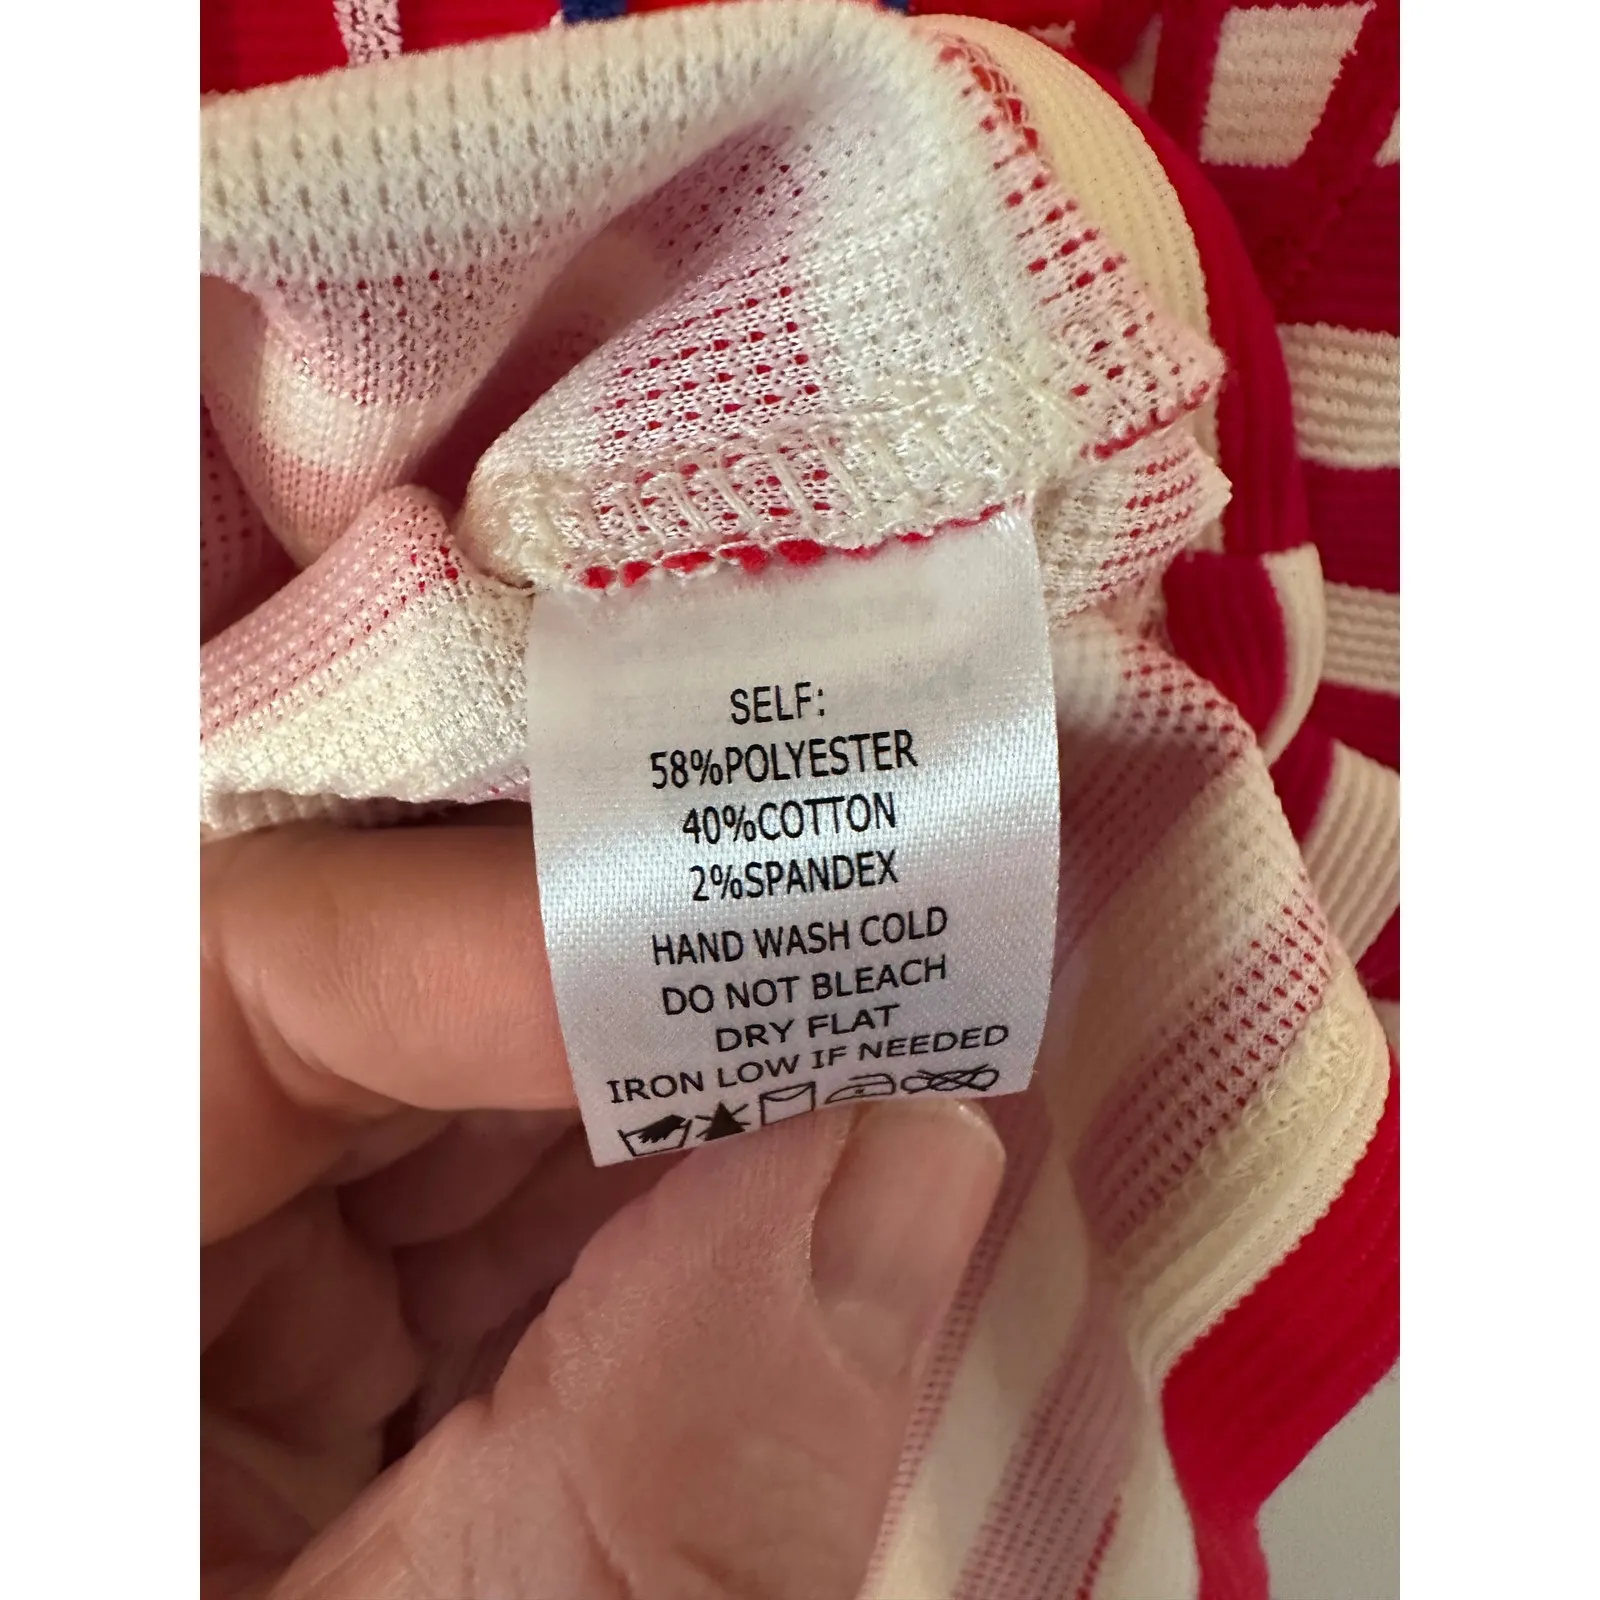 SELF:
58%POLYESTER
40%COTTON
2%SPANDEX
HAND WASH COLD
DO NOT BLEACH
DRY FLAT
IRON LOW IF NEEDED